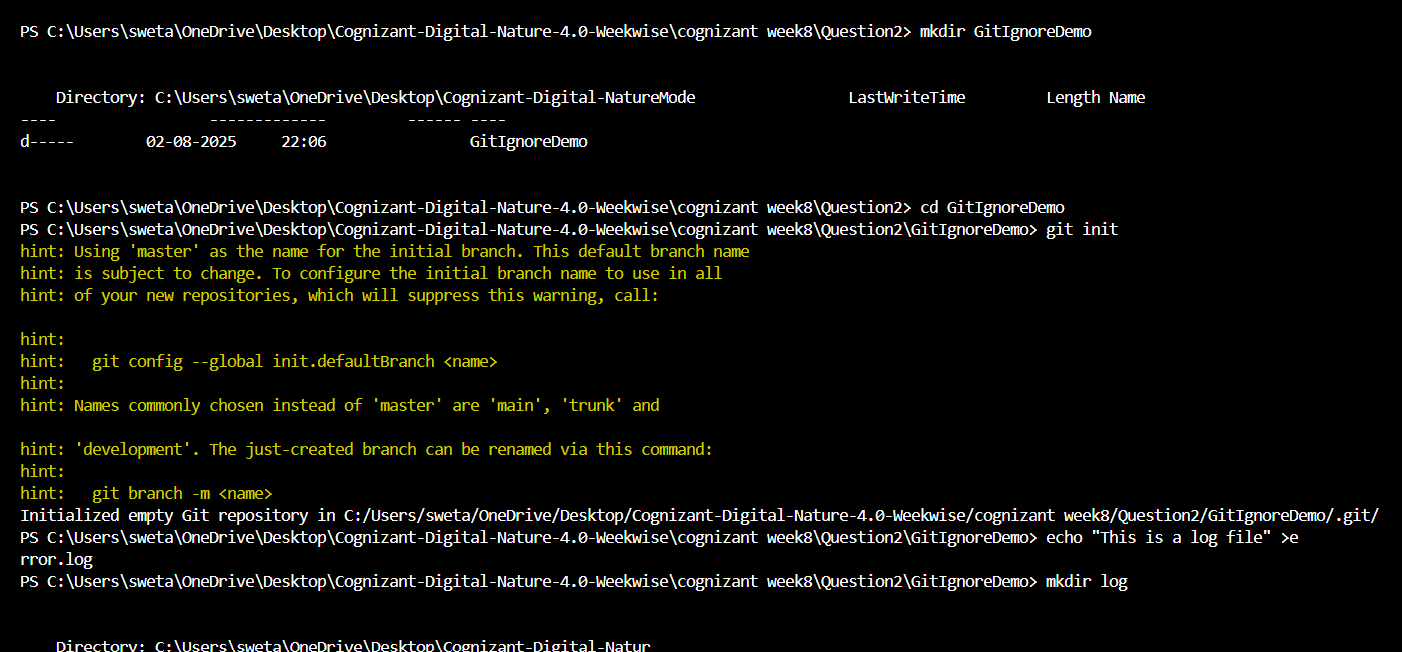 PS C:\Users\sweta\OneDrive\Desktop\Cognizant-Digital-Nature-4.0-Weekwise\cognizant week8\Question2> mkdir GitIgnoreDemo
Directory: C:\Users\sweta\OneDrive\Desktop\Cognizant-Digital-NatureMode                 LastWriteTime         Length Name
----                 -------------         ------ ----
d-----        02-08-2025     22:06                GitIgnoreDemo
PS C:\Users\sweta\OneDrive\Desktop\Cognizant-Digital-Nature-4.0-Weekwise\cognizant week8\Question2> cd GitIgnoreDemo
PS C:\Users\sweta\OneDrive\Desktop\Cognizant-Digital-Nature-4.0-Weekwise\cognizant week8\Question2\GitIgnoreDemo> git init
hint: Using 'master' as the name for the initial branch. This default branch name
hint: is subject to change. To configure the initial branch name to use in all
hint: of your new repositories, which will suppress this warning, call:
hint:
hint:   git config --global init.defaultBranch <name>
hint:
hint: Names commonly chosen instead of 'master' are 'main', 'trunk' and
hint: 'development'. The just-created branch can be renamed via this command:
hint:
hint:   git branch -m <name>
Initialized empty Git repository in C:/Users/sweta/OneDrive/Desktop/Cognizant-Digital-Nature-4.0-Weekwise/cognizant week8/Question2/GitIgnoreDemo/.git/
PS C:\Users\sweta\OneDrive\Desktop\Cognizant-Digital-Nature-4.0-Weekwise\cognizant week8\Question2\GitIgnoreDemo> echo "This is a log file" >e
rror.log
PS C:\Users\sweta\OneDrive\Desktop\Cognizant-Digital-Nature-4.0-Weekwise\cognizant week8\Question2\GitIgnoreDemo> mkdir log
Directory: C:\Users\sweta\OneDrive\Desktop\Cognizant-Digital-Natur